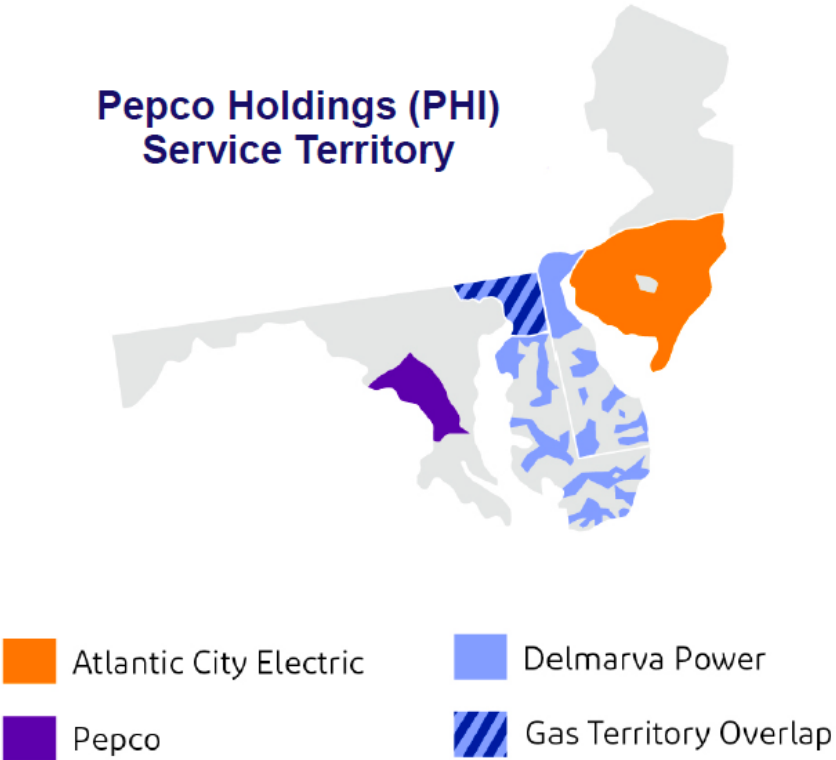 Pepco Holdings (PHI)
Service Territory
Atlantic City Electric
Delmarva Power
Pepco
Gas Territory Overlap